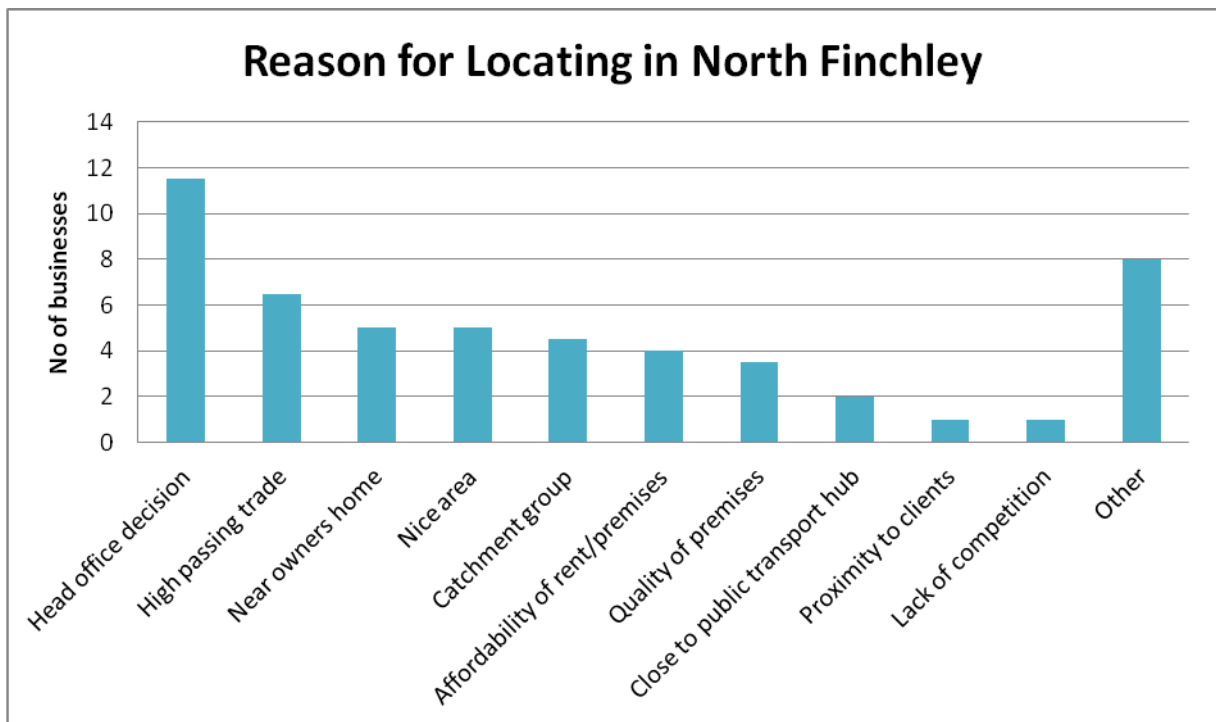 Reason for Locating in North Finchley
No of businesses
14
12
10
8
6
4
2
0
Head office decision
High passing trade
Near owners home
Nice area
Catchment group
Affordability of rent/premises
Quality of premises
Close to public transport hub
Proximity to clients
Lack of competition
Other